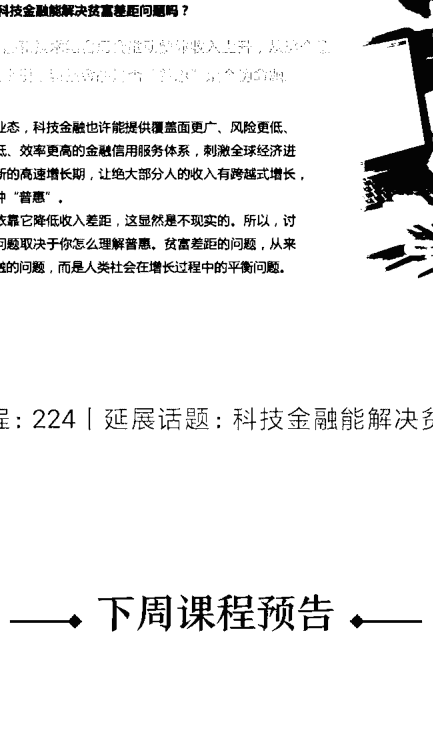 科技金融能解决贫富差距问题吗？
业态，科技金融也许能提供覆盖面更广、风险更低、
低、效率更高的金融信用服务体系，刺激全球经济进
新的高速增长期，让绝大部分人的收入有跨越式增长，
种“普惠”。
依靠它降低收入差距，这显然是不现实的。所以，讨
问题取决于你怎么理解普惠。贫富差距的问题，从来
融的问题，而是人类社会在增长过程中的平衡问题。
程：224丨延展话题：科技金融能解决贫
下周课程预告